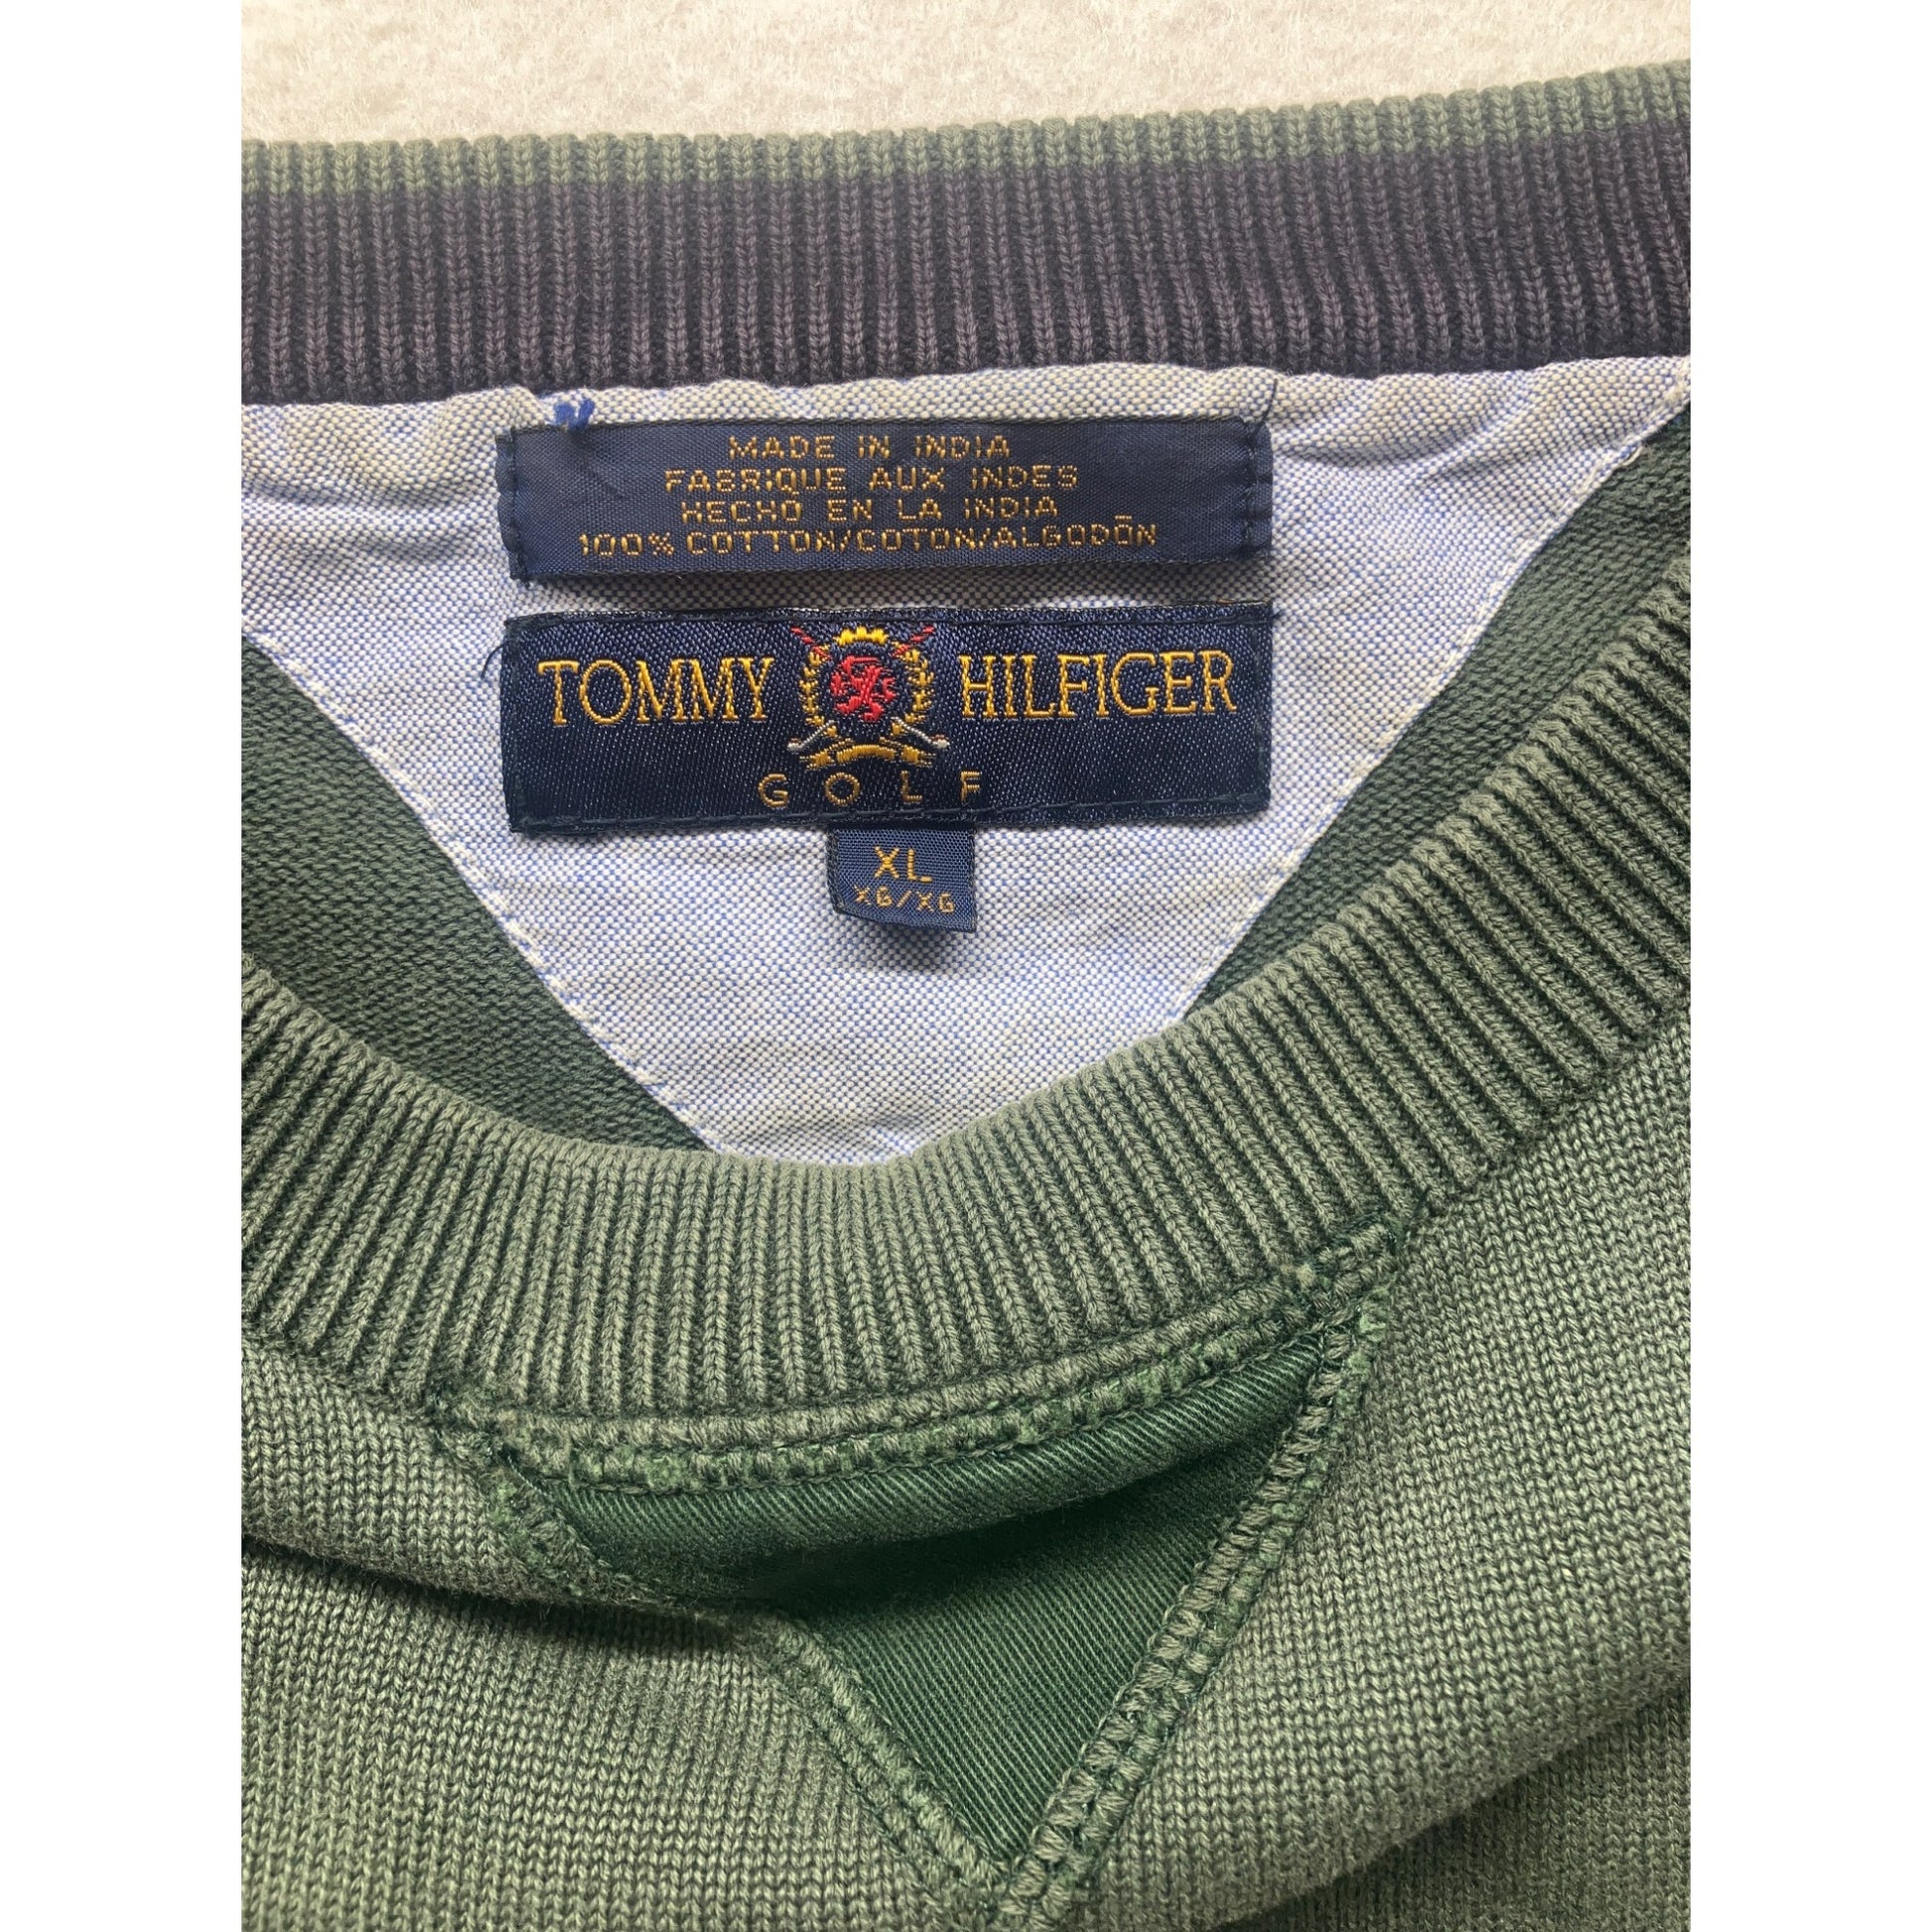 MADE IN INDIA
FABRIQUE AUX INDES
HECHO EN LA INDIA
100% COTTON/COTON/ALGODÓN
TOMMY HILFIGER
GOLF
XL
XG/XG